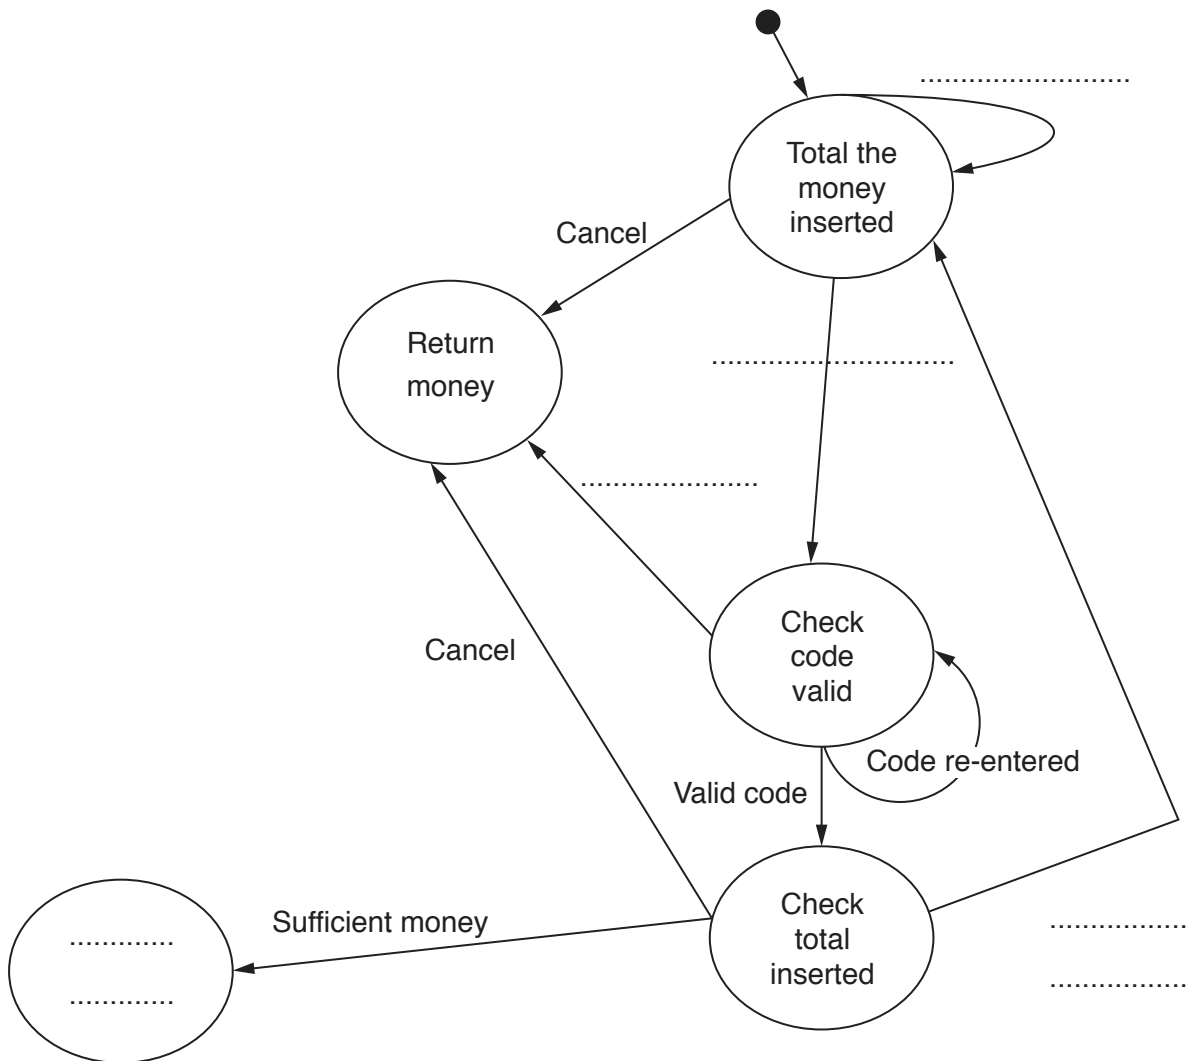 Total the
money
inserted
Cancel
Return
money
Check
code
valid
Cancel
Code re-entered
Valid code
Check
total
inserted
Sufficient money